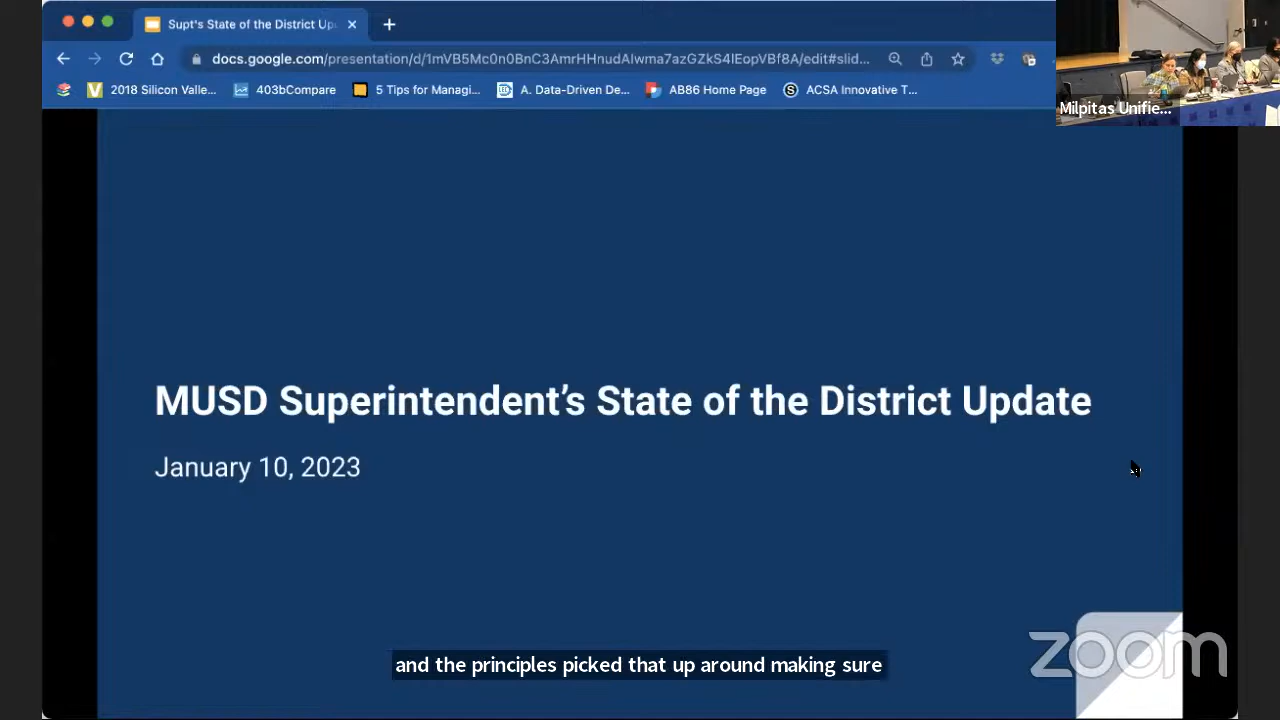 Supt's State of the District Up
docs.google.com/presentation/d/1mVB5Mc0n0BnC3AmrHHnudAIwma7azGZkS4IEopVBf8A/edit#slid...
2018 Silicon Valle...
403bCompare
5 Tips for Managi...
A. Data-Driven De...
AB86 Home Page
ACSA Innovative T...
Milpitas Unifie...
MUSD Superintendent’s State of the District Update
January 10, 2023
zoom
and the principles picked that up around making sure